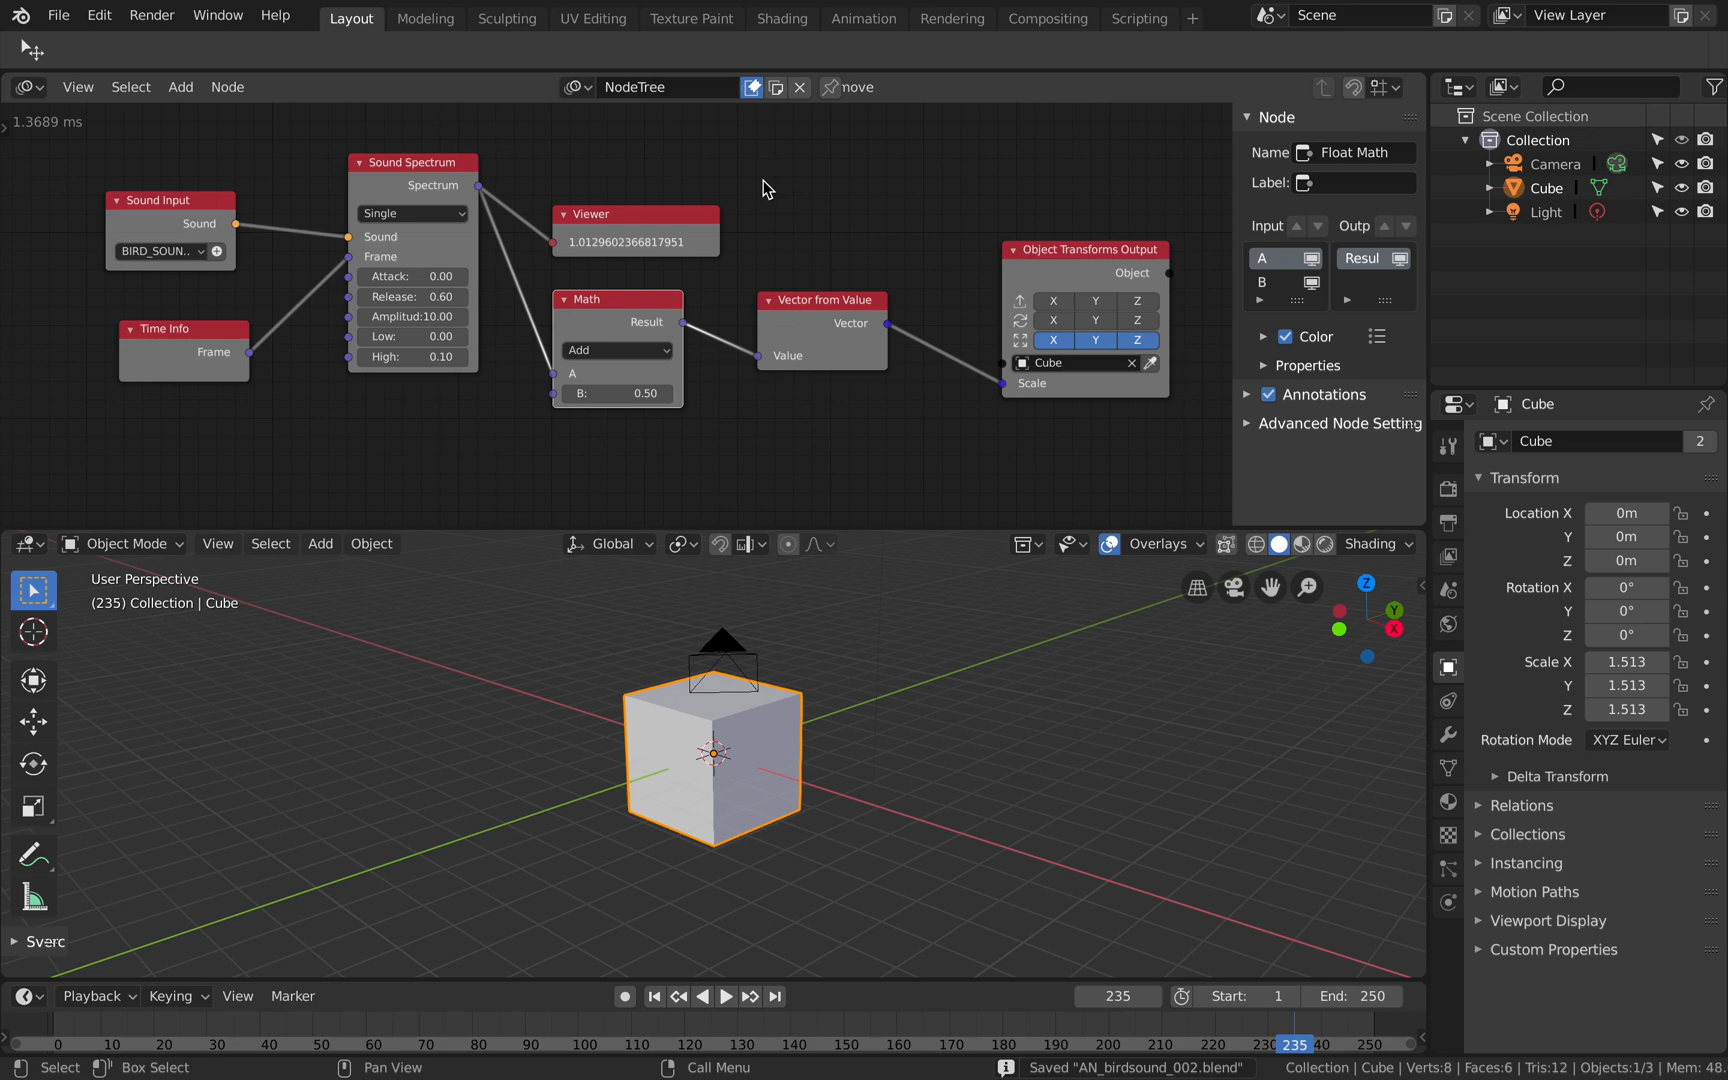 File Edit Render Window Help Layout Modeling Sculpting UV Editing Texture Paint Shading Animation Rendering Compositing Scripting + Scene View Layer
View Select Add Node NodeTree move
1.3689 ms
Sound Input
Sound
BIRD_SOUN..
Time Info
Frame
Sound Spectrum
Spectrum
Single
Sound
Frame
Attack: 0.00
Release: 0.60
Amplitud:10.00
Low: 0.00
High: 0.10
Viewer
1.0129602366817951
Math
Result
Add
A
B: 0.50
Vector from Value
Vector
Value
Object Transforms Output
Object
X Y Z
X Y Z
X Y Z
Cube
Scale
Node
Name Float Math
Label:
Input Outp
A Resul
B
Color
Properties
Annotations
Advanced Node Setting
Scene Collection
Collection
Camera
Cube
Light
Cube
Cube 2
Transform
Location X 0m
Y 0m
Z 0m
Rotation X 0°
Y 0°
Z 0°
Scale X 1.513
Y 1.513
Z 1.513
Rotation Mode XYZ Euler
Delta Transform
Relations
Collections
Instancing
Motion Paths
Viewport Display
Custom Properties
Object Mode View Select Add Object Global Overlays Shading
User Perspective
(235) Collection | Cube
Z
Y
X
Playback Keying View Marker 235 Start: 1 End: 250
0 10 20 30 40 50 60 70 80 90 100 110 120 130 140 150 160 170 180 190 200 210 220 230 235 40 250
Select Box Select Pan View Call Menu Saved "AN_birdsound_002.blend" Collection | Cube | Verts:8 | Faces:6 | Tris:12 | Objects:1/3 | Mem: 48.